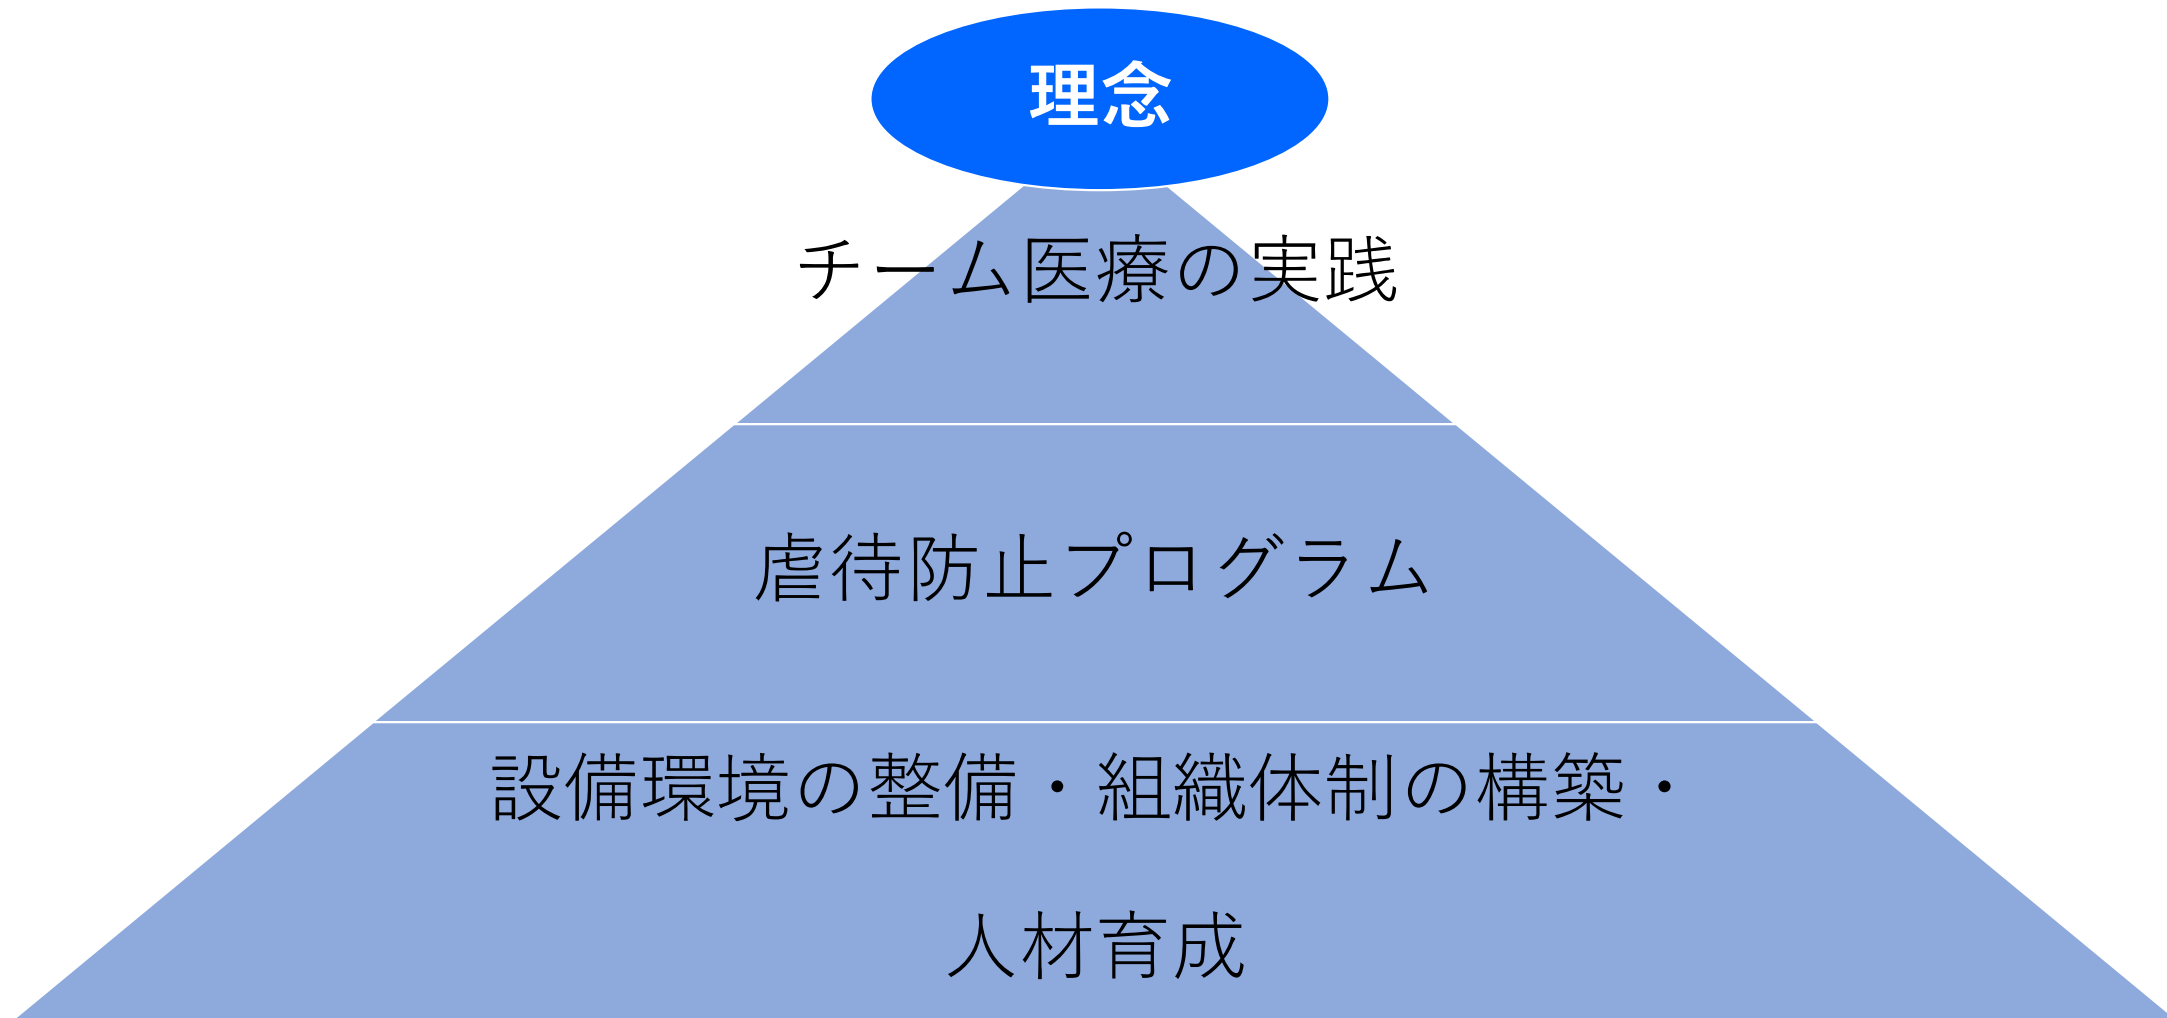 理念
チーム医療の実践
虐待防止プログラム
設備環境の整備・組織体制の構築・
人材育成